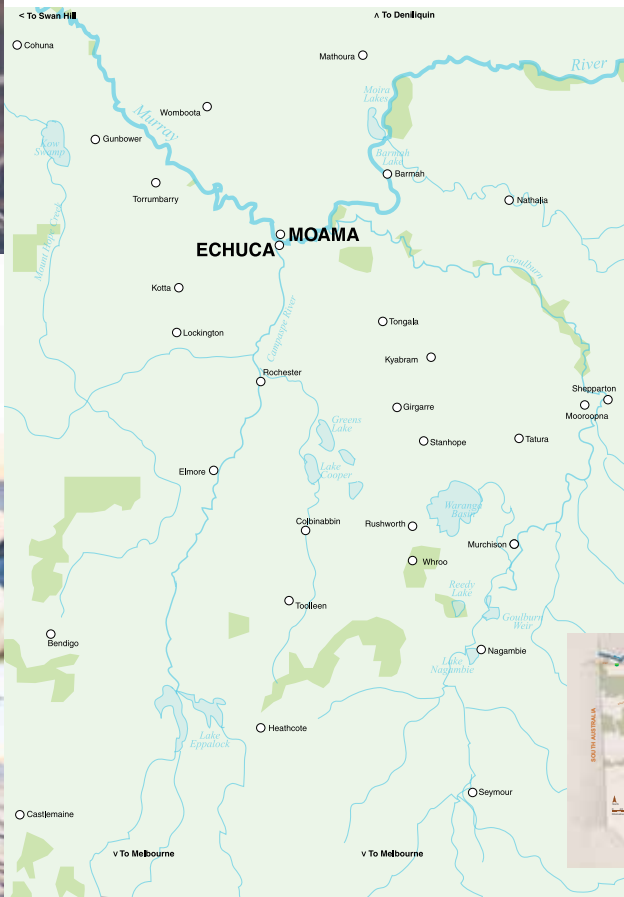 < To Swan Hill
^ To Deniliquin
Cohuna
Mathoura
River
Moira
Lakes
Womboota
Murray
Gunbower
Kow
Swamp
Barmah
Lake
Barmah
Torrumbarry
Nathalia
MOAMA
ECHUCA
Mount Hope Creek
Goulburn
Kotta
Campaspe River
Tongala
Lockington
Kyabram
Rochester
Shepparton
Mooroopna
Girgarre
Greens
Lake
Stanhope
Tatura
Lake
Cooper
Elmore
Waranga
Basin
Colbinabbin
Rushworth
Murchison
Whroo
Reedy
Lake
Toolleen
Goulburn
Weir
Bendigo
Nagambie
Lake
Nagambie
Heathcote
Lake
Eppalock
SOUTH AUSTRALIA
Seymour
Castlemaine
v To Melbourne
v To Melbourne